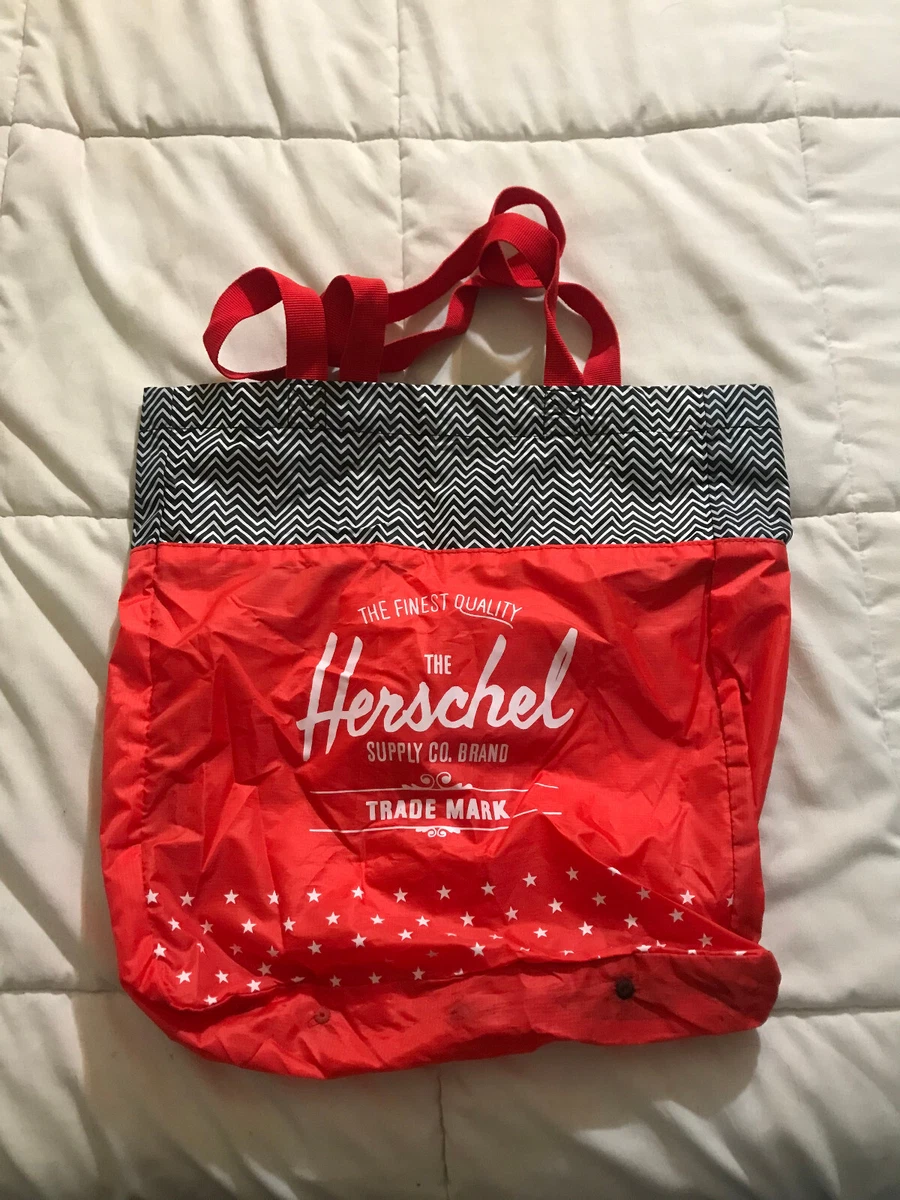 THE FINEST QUALITY
THE
Herschel
SUPPLY CO. BRAND
TRADE MARK